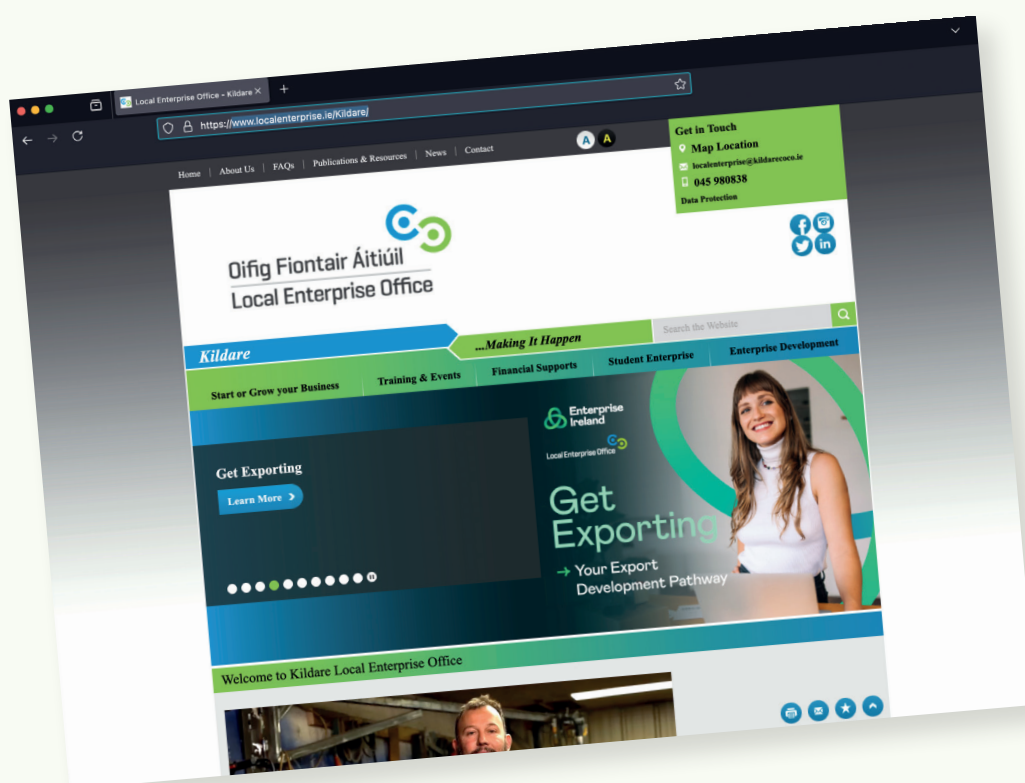 Local Enterprise Office - Kildare
https://www.localenterprise.ie/Kildare/
Home | About Us | FAQs | Publications & Resources | News | Contact
A A
Get in Touch
Map Location
localenterprise@kildarecoco.ie
045 980838
Data Protection
Oifig Fiontair Áitiúil
Local Enterprise Office
Kildare
...Making It Happen
Search the Website
Start or Grow your Business
Training & Events
Financial Supports
Student Enterprise
Enterprise Development
Get Exporting
Learn More
Enterprise
Ireland
Local Enterprise Office
Get
Exporting
Your Export
Development Pathway
Welcome to Kildare Local Enterprise Office